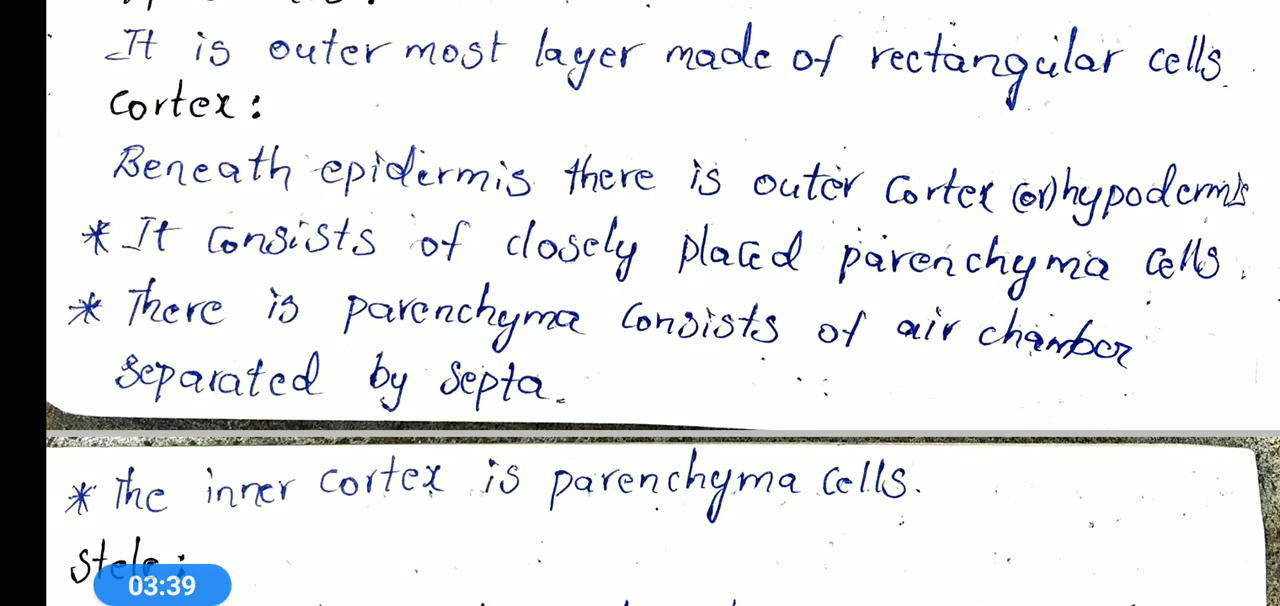 It is outer most layer made of rectangular cells.
Cortex:
Beneath epidermis there is outer Cortex (or) hypodermis
* It Consists of closely placed parenchyma cells.
* There is parenchyma Consists of air chamber
separated by septa.
* The inner cortex is parenchyma cells.
Stele:
03:39